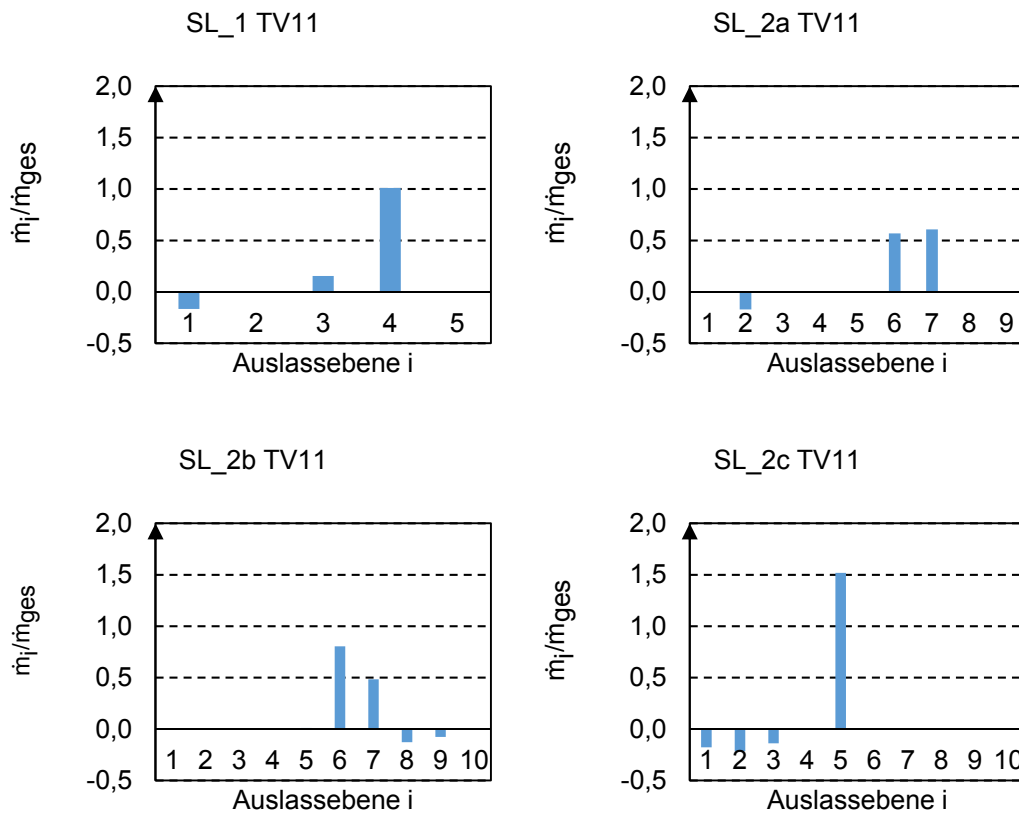 SL_1 TV11
2,0
1,5
1,0
0,5
0,0
-0,5
ṁi/ṁges
1 2 3 4 5
Auslassebene i
SL_2a TV11
2,0
1,5
1,0
0,5
0,0
-0,5
ṁi/ṁges
1 2 3 4 5 6 7 8 9
Auslassebene i
SL_2b TV11
2,0
1,5
1,0
0,5
0,0
-0,5
ṁi/ṁges
1 2 3 4 5 6 7 8 9 10
Auslassebene i
SL_2c TV11
2,0
1,5
1,0
0,5
0,0
-0,5
ṁi/ṁges
1 2 3 4 5 6 7 8 9 10
Auslassebene i